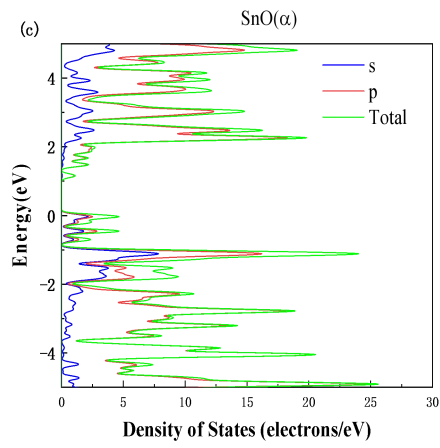 (c)
SnO(α)
s
p
Total
4
2
0
−2
−4
Energy(eV)
0
5
10
15
20
25
30
Density of States (electrons/eV)